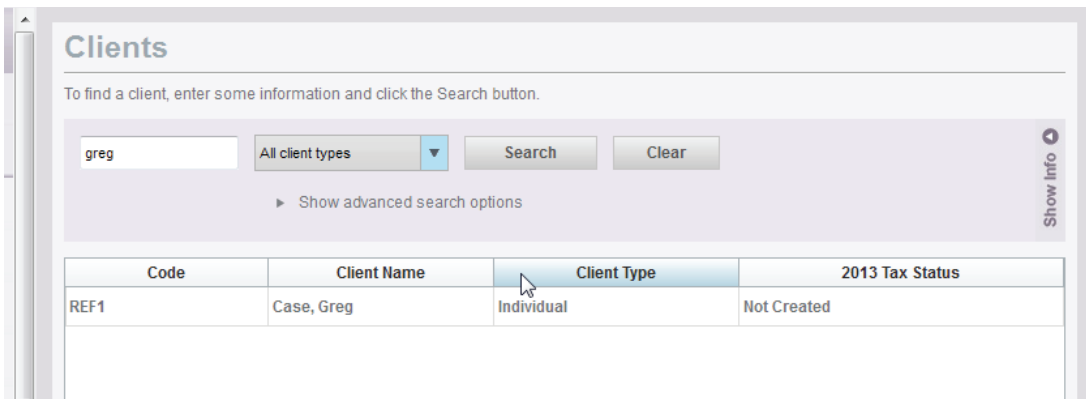 Clients
To find a client, enter some information and click the Search button.
greg All client types Search Clear
Show Info
Show advanced search options
Code Client Name Client Type 2013 Tax Status
REF1 Case, Greg Individual Not Created